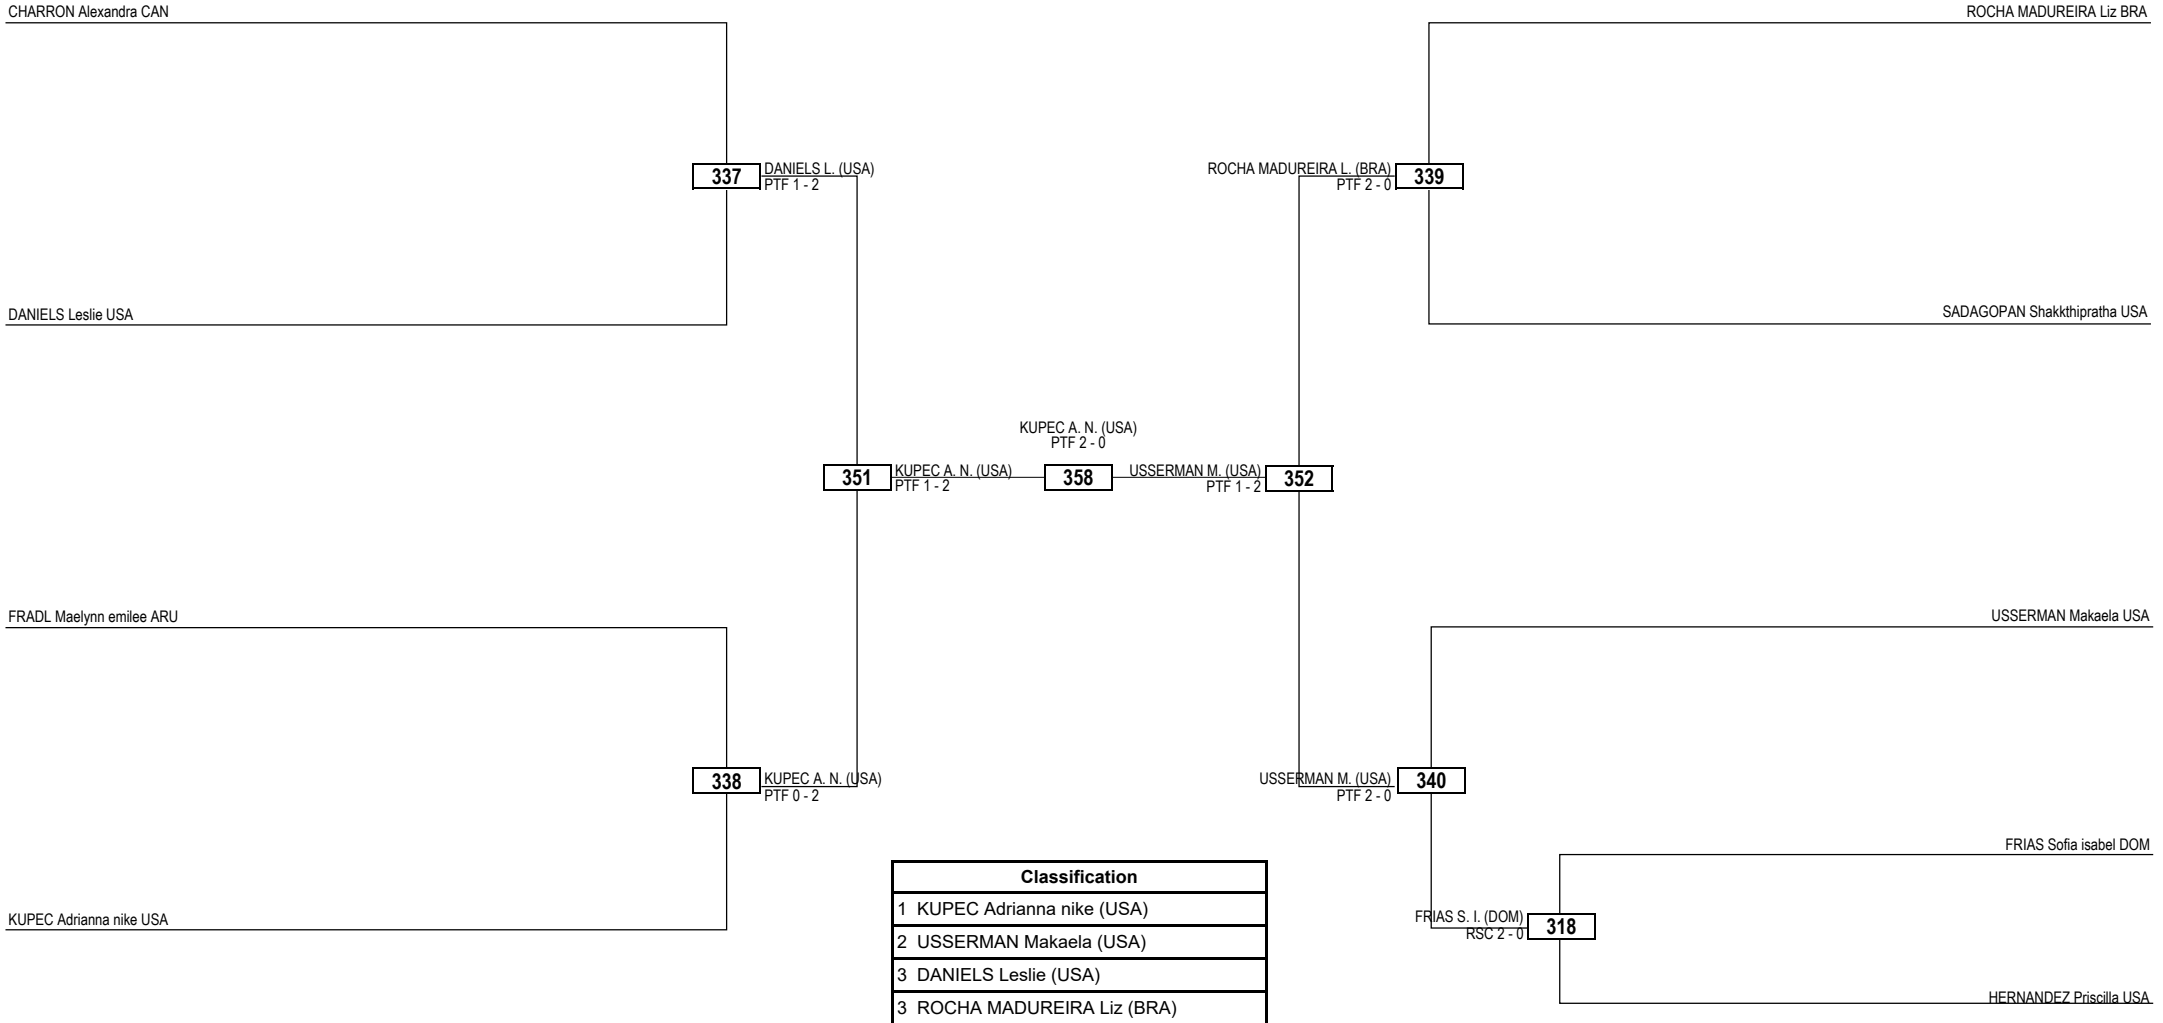 CHARRON Alexandra CAN
ROCHA MADUREIRA Liz BRA
337
DANIELS L. (USA)
PTF 1 - 2
ROCHA MADUREIRA L. (BRA)
PTF 2 - 0
339
DANIELS Leslie USA
SADAGOPAN Shakkthipratha USA
KUPEC A. N. (USA)
PTF 2 - 0
351
KUPEC A. N. (USA)
PTF 1 - 2
358
USSERMAN M. (USA)
PTF 1 - 2
352
FRADL Maelynn emilee ARU
USSERMAN Makaela USA
338
KUPEC A. N. (USA)
PTF 0 - 2
USSERMAN M. (USA)
PTF 2 - 0
340
FRIAS Sofia isabel DOM
KUPEC Adrianna nike USA
FRIAS S. I. (DOM)
RSC 2 - 0
318
HERNANDEZ Priscilla USA
Classification
1 KUPEC Adrianna nike (USA)
2 USSERMAN Makaela (USA)
3 DANIELS Leslie (USA)
3 ROCHA MADUREIRA Liz (BRA)